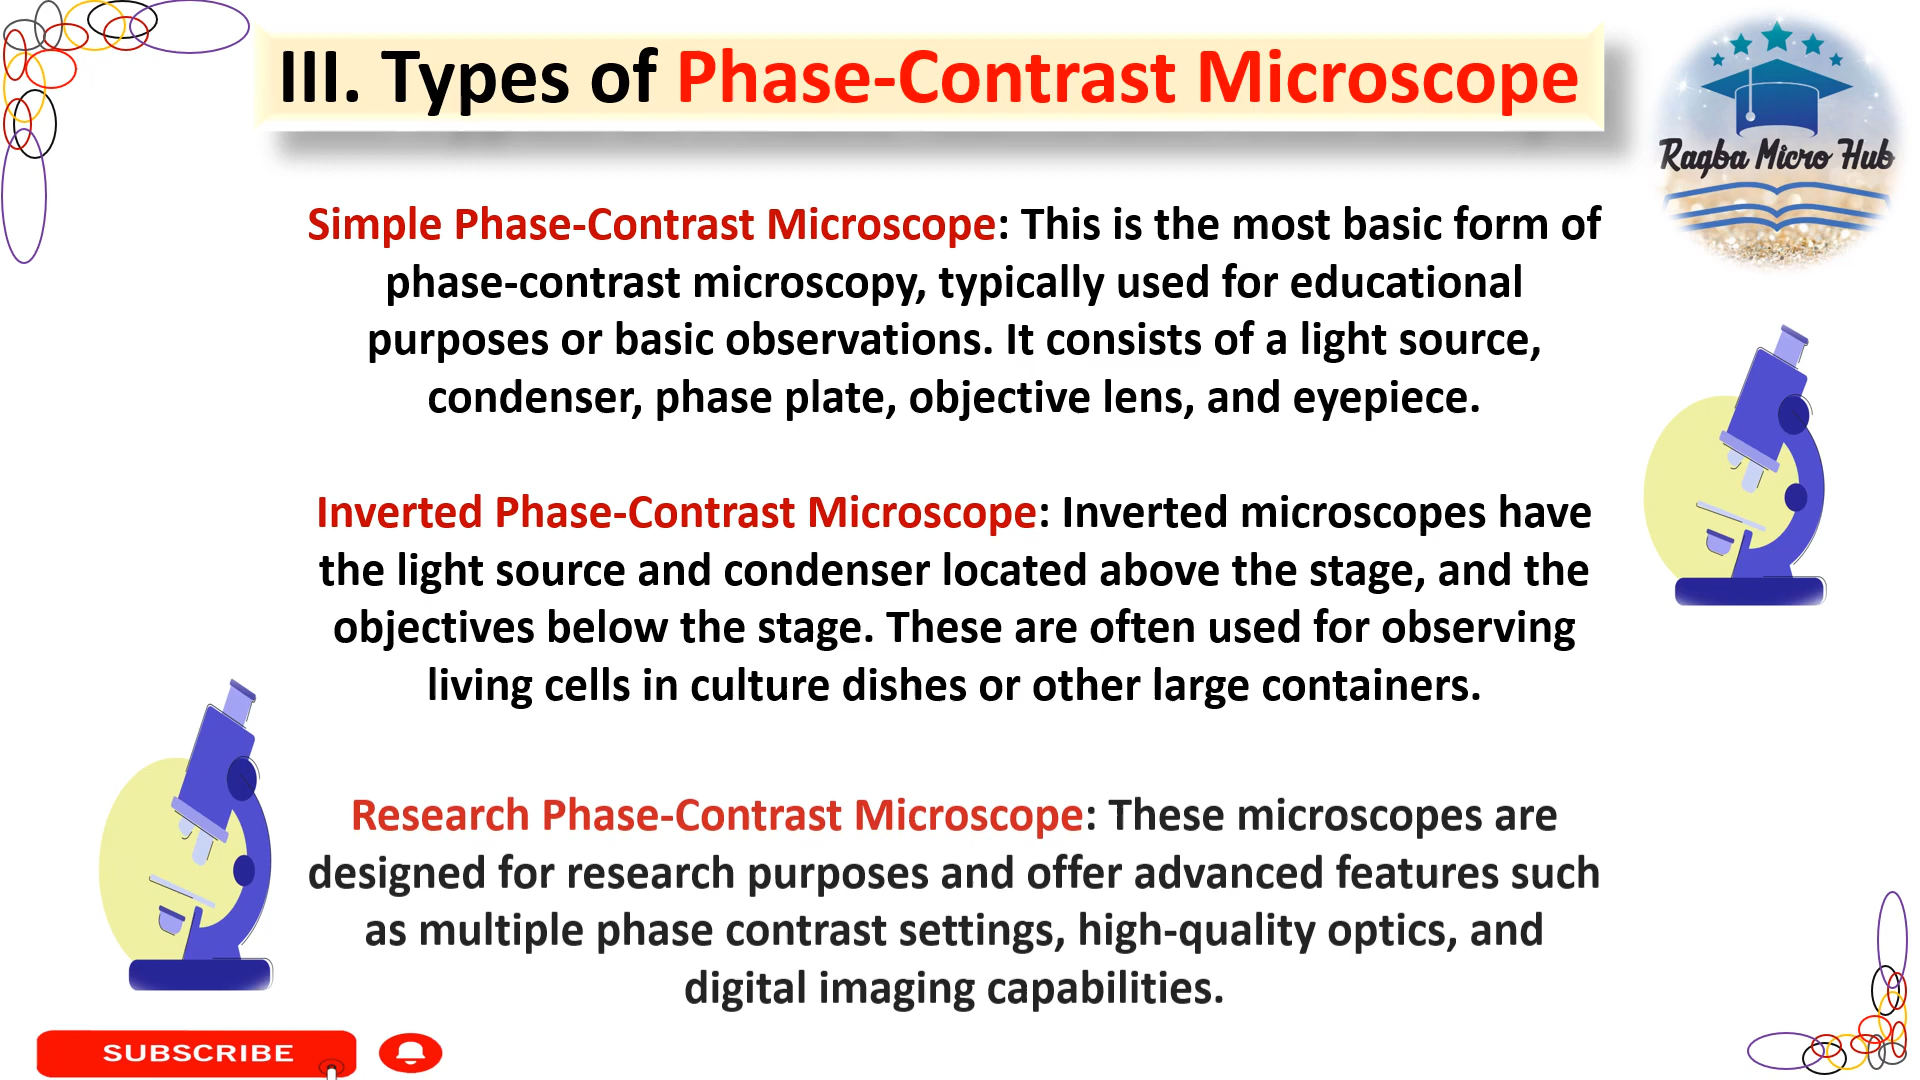 III. Types of Phase-Contrast Microscope
Ragba Micro Hub
Simple Phase-Contrast Microscope: This is the most basic form of
phase-contrast microscopy, typically used for educational
purposes or basic observations. It consists of a light source,
condenser, phase plate, objective lens, and eyepiece.
Inverted Phase-Contrast Microscope: Inverted microscopes have
the light source and condenser located above the stage, and the
objectives below the stage. These are often used for observing
living cells in culture dishes or other large containers.
Research Phase-Contrast Microscope: These microscopes are
designed for research purposes and offer advanced features such
as multiple phase contrast settings, high-quality optics, and
digital imaging capabilities.
SUBSCRIBE